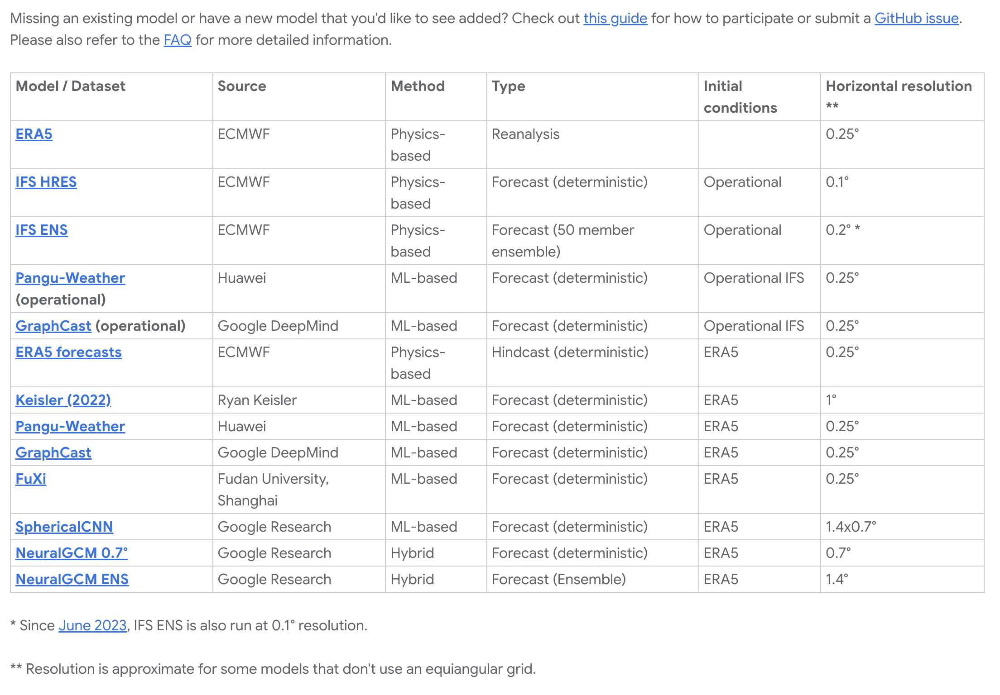 Missing an existing model or have a new model that you'd like to see added? Check out this guide for how to participate or submit a GitHub issue.
Please also refer to the FAQ for more detailed information.
Model / Dataset Source Method Type Initial conditions Horizontal resolution **
ERA5 ECMWF Physics-based Reanalysis 0.25°
IFS HRES ECMWF Physics-based Forecast (deterministic) Operational 0.1°
IFS ENS ECMWF Physics-based Forecast (50 member ensemble) Operational 0.2° *
Pangu-Weather (operational) Huawei ML-based Forecast (deterministic) Operational IFS 0.25°
GraphCast (operational) Google DeepMind ML-based Forecast (deterministic) Operational IFS 0.25°
ERA5 forecasts ECMWF Physics-based Hindcast (deterministic) ERA5 0.25°
Keisler (2022) Ryan Keisler ML-based Forecast (deterministic) ERA5 1°
Pangu-Weather Huawei ML-based Forecast (deterministic) ERA5 0.25°
GraphCast Google DeepMind ML-based Forecast (deterministic) ERA5 0.25°
FuXi Fudan University, Shanghai ML-based Forecast (deterministic) ERA5 0.25°
SphericalCNN Google Research ML-based Forecast (deterministic) ERA5 1.4x0.7°
NeuralGCM 0.7° Google Research Hybrid Forecast (deterministic) ERA5 0.7°
NeuralGCM ENS Google Research Hybrid Forecast (Ensemble) ERA5 1.4°
* Since June 2023, IFS ENS is also run at 0.1° resolution.
** Resolution is approximate for some models that don't use an equiangular grid.